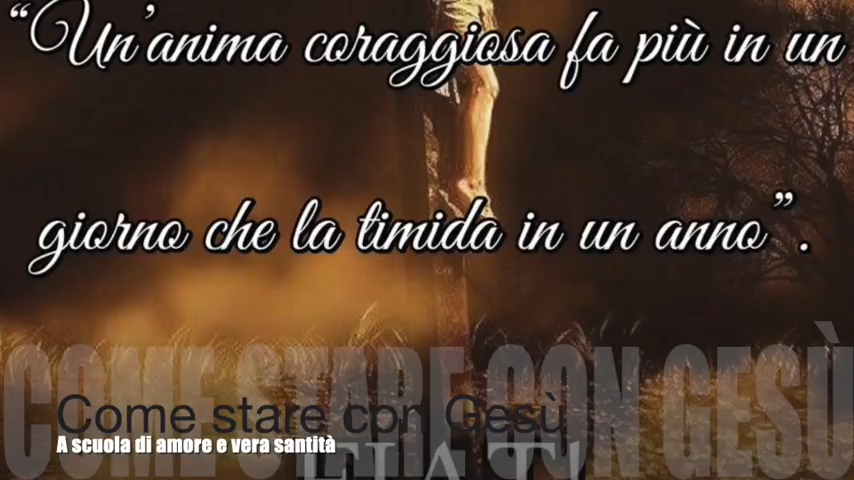 “Un'anima coraggiosa fa più in un
giorno che la timida in un anno”.
COME STARE CON GESÙ
Come stare con Gesù
A scuola di amore e vera santità
FIAT!